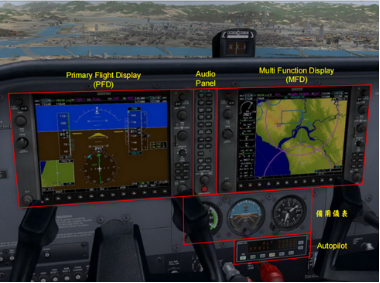 Primary Flight Display
(PFD)
Audio
Panel
Multi Function Display
(MFD)
備用儀表
Autopilot